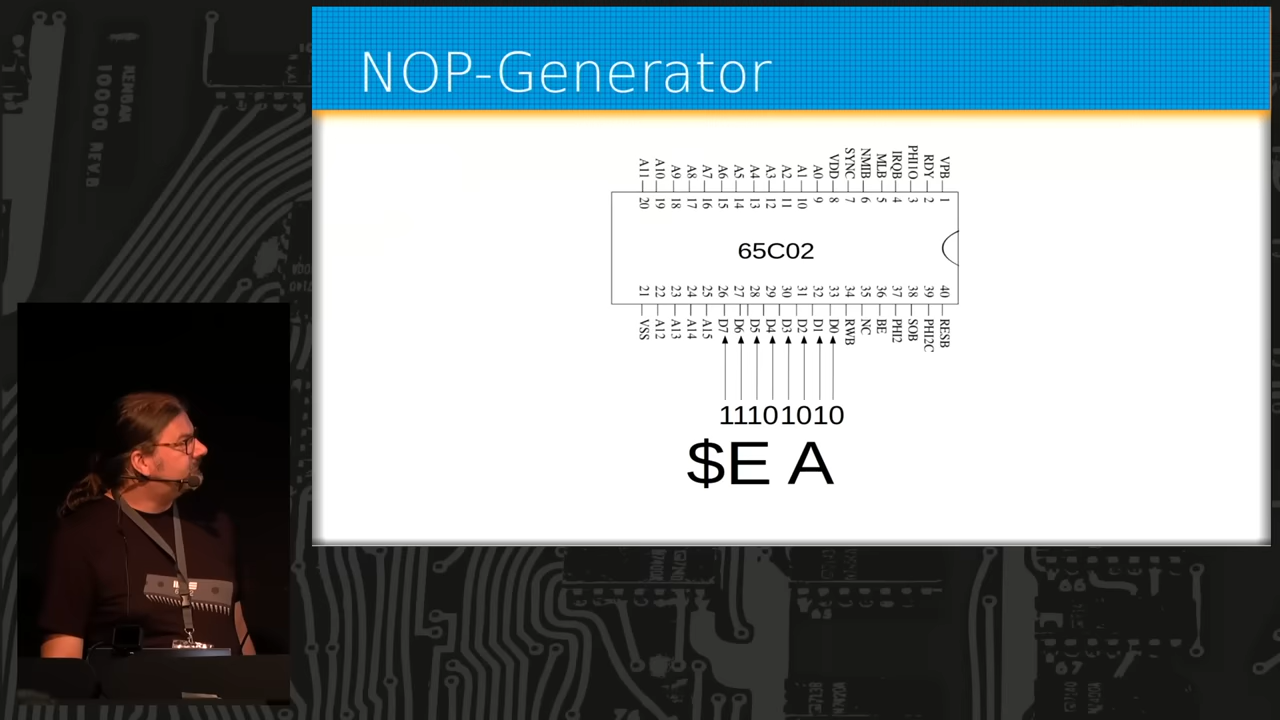 NOP-Generator
A11 A10 A9 A8 A7 A6 A5 A4 A3 A2 A1 A0 VDD SYNC NMIB MLB IRQB PHI1O RDY VPB
20 19 18 17 16 15 14 13 12 11 10 9 8 7 6 5 4 3 2 1
65C02
21 22 23 24 25 26 27 28 29 30 31 32 33 34 35 36 37 38 39 40
VSS A12 A13 A14 A15 D7 D6 D5 D4 D3 D2 D1 D0 RWB NC BE PHI2 SOB PHI2C RESB
11101010
$E A
10000 REV.B